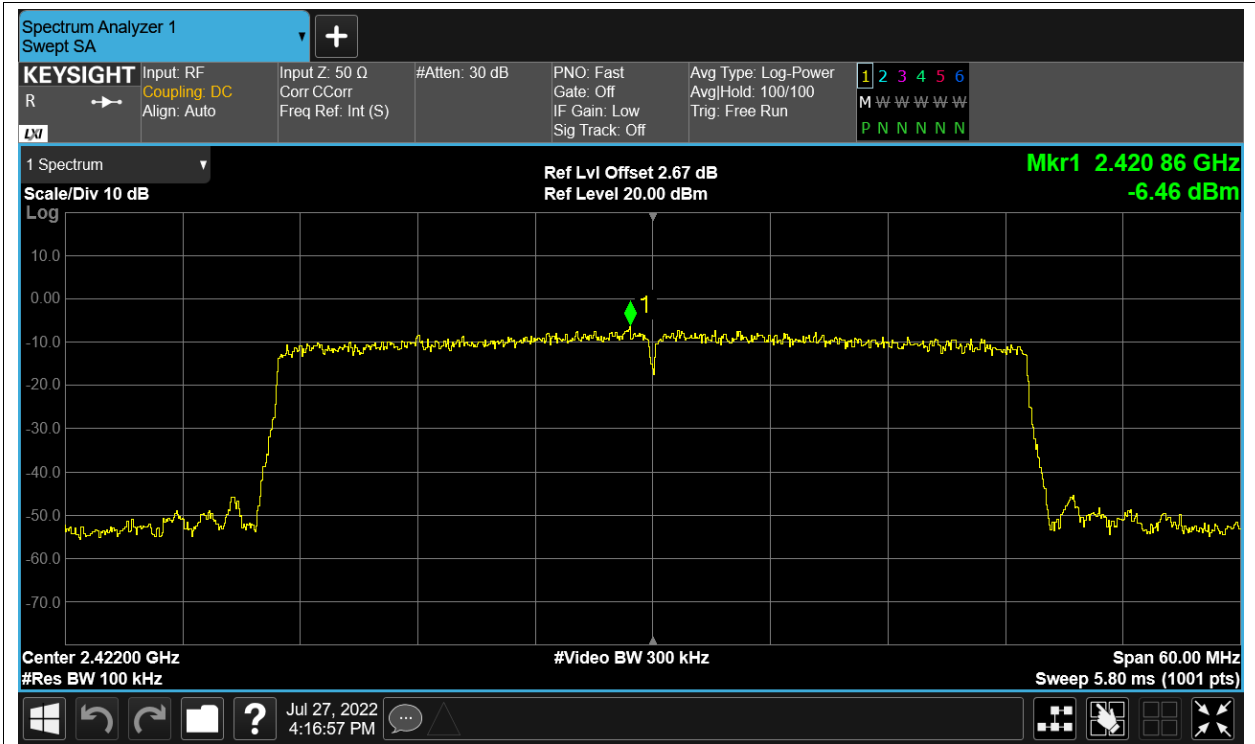 Spectrum Analyzer 1
Swept SA
KEYSIGHT
R
LXI
Input: RF
Coupling: DC
Align: Auto
Input Z: 50 Ω
Corr CCorr
Freq Ref: Int (S)
#Atten: 30 dB
PNO: Fast
Gate: Off
IF Gain: Low
Sig Track: Off
Avg Type: Log-Power
Avg|Hold: 100/100
Trig: Free Run
1 2 3 4 5 6
M W W W W W
P N N N N N
1 Spectrum
Scale/Div 10 dB
Log
Ref Lvl Offset 2.67 dB
Ref Level 20.00 dBm
Mkr1 2.420 86 GHz
-6.46 dBm
10.0
0.00
-10.0
-20.0
-30.0
-40.0
-50.0
-60.0
-70.0
1
Center 2.42200 GHz
#Res BW 100 kHz
#Video BW 300 kHz
Span 60.00 MHz
Sweep 5.80 ms (1001 pts)
?
Jul 27, 2022
4:16:57 PM